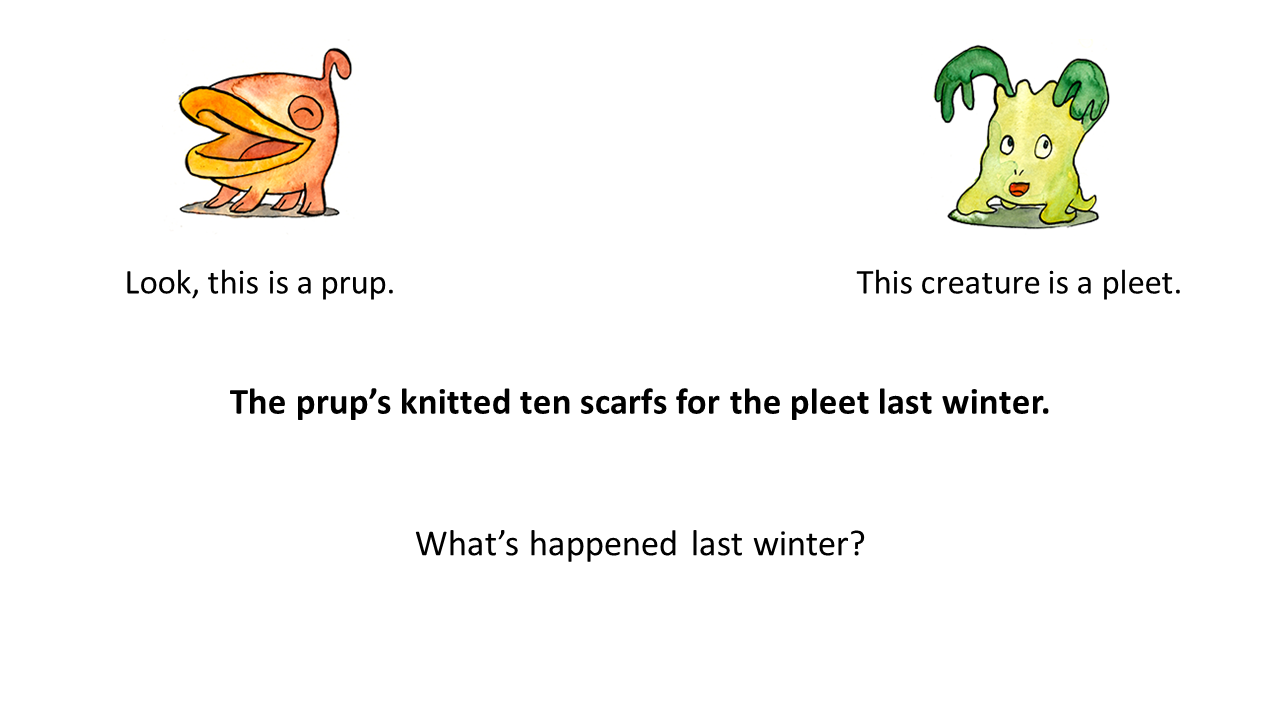 Look, this is a prup.
This creature is a pleet.
The prup’s knitted ten scarfs for the pleet last winter.
What’s happened last winter?